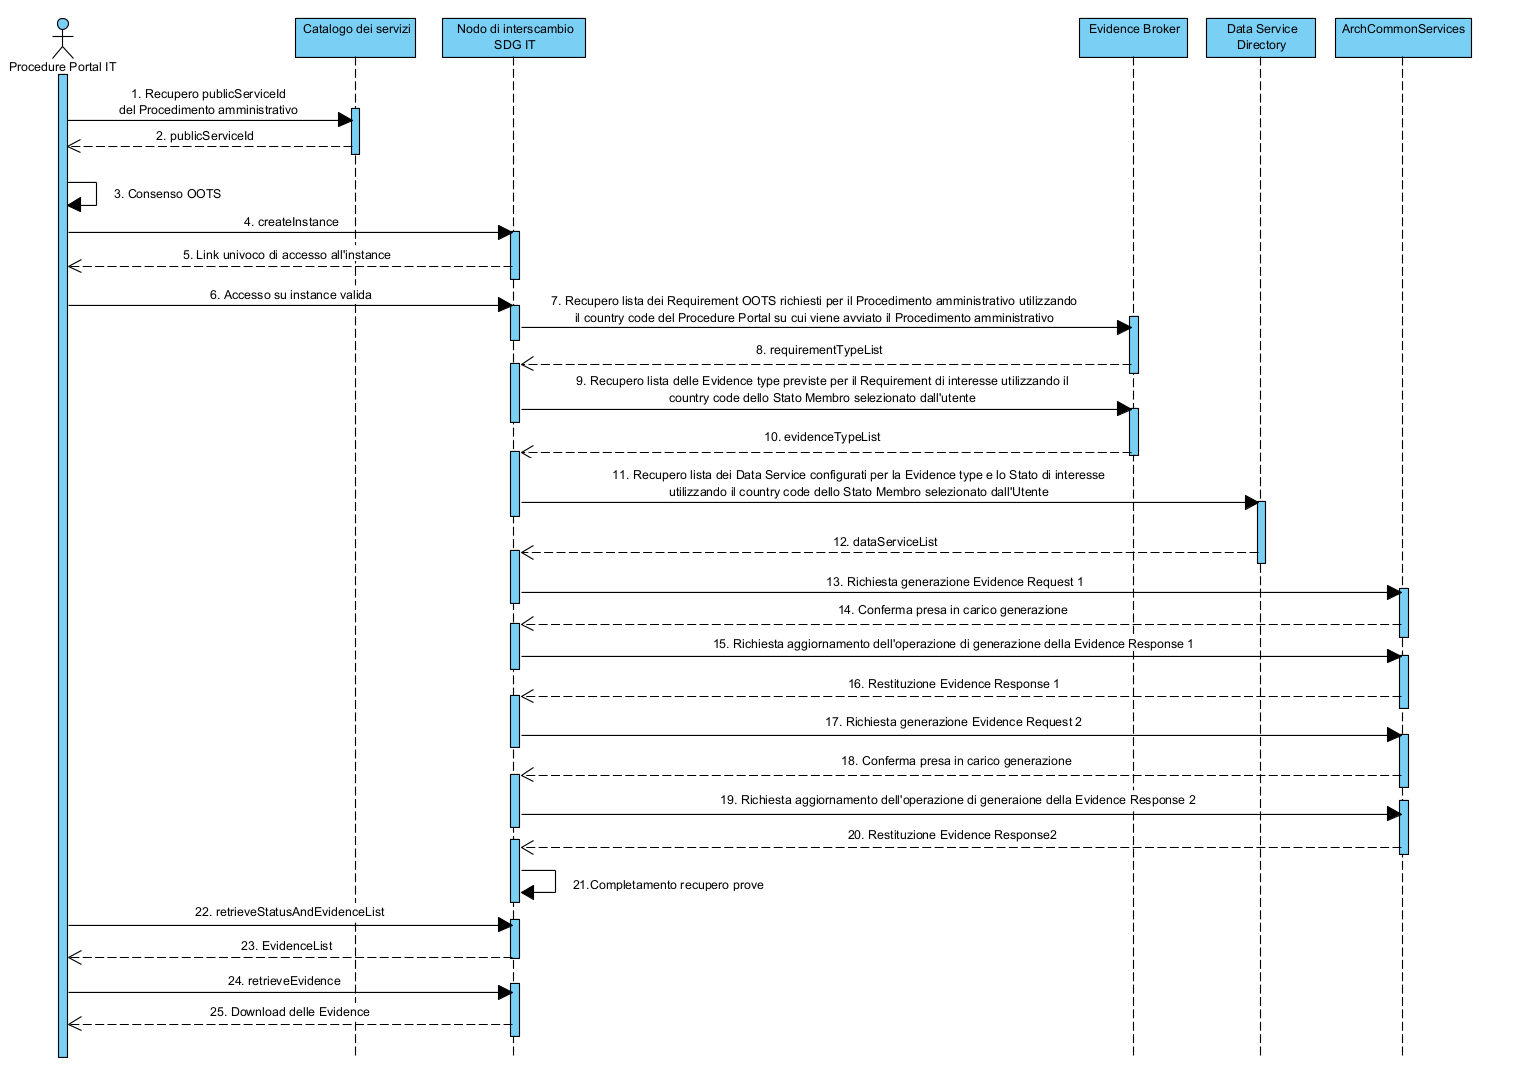 Catalogo dei servizi
Nodo di interscambio
SDG IT
Evidence Broker
Data Service
Directory
ArchCommonServices
Procedure Portal IT
1. Recupero publicServiceId
del Procedimento amministrativo
2. publicServiceId
3. Consenso OOTS
4. createInstance
5. Link univoco di accesso all'instance
6. Accesso su instance valida
7. Recupero lista dei Requirement OOTS richiesti per il Procedimento amministrativo utilizzando
il country code del Procedure Portal su cui viene avviato il Procedimento amministrativo
8. requirementTypeList
9. Recupero lista delle Evidence type previste per il Requirement di interesse utilizzando il
country code dello Stato Membro selezionato dall'utente
10. evidenceTypeList
11. Recupero lista dei Data Service configurati per la Evidence type e lo Stato di interesse
utilizzando il country code dello Stato Membro selezionato dall'Utente
12. dataServiceList
13. Richiesta generazione Evidence Request 1
14. Conferma presa in carico generazione
15. Richiesta aggiornamento dell'operazione di generazione della Evidence Response 1
16. Restituzione Evidence Response 1
17. Richiesta generazione Evidence Request 2
18. Conferma presa in carico generazione
19. Richiesta aggiornamento dell'operazione di generaione della Evidence Response 2
20. Restituzione Evidence Response2
21.Completamento recupero prove
22. retrieveStatusAndEvidenceList
23. EvidenceList
24. retrieveEvidence
25. Download delle Evidence